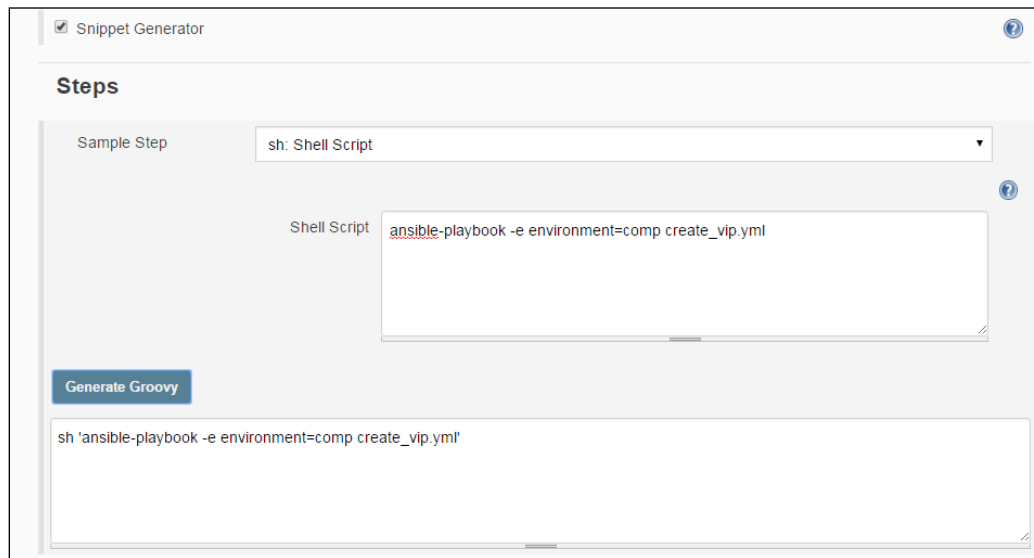 Snippet Generator
Steps
Sample Step
sh: Shell Script
Shell Script
ansible-playbook -e environment=comp create_vip.yml
Generate Groovy
sh 'ansible-playbook -e environment=comp create_vip.yml'